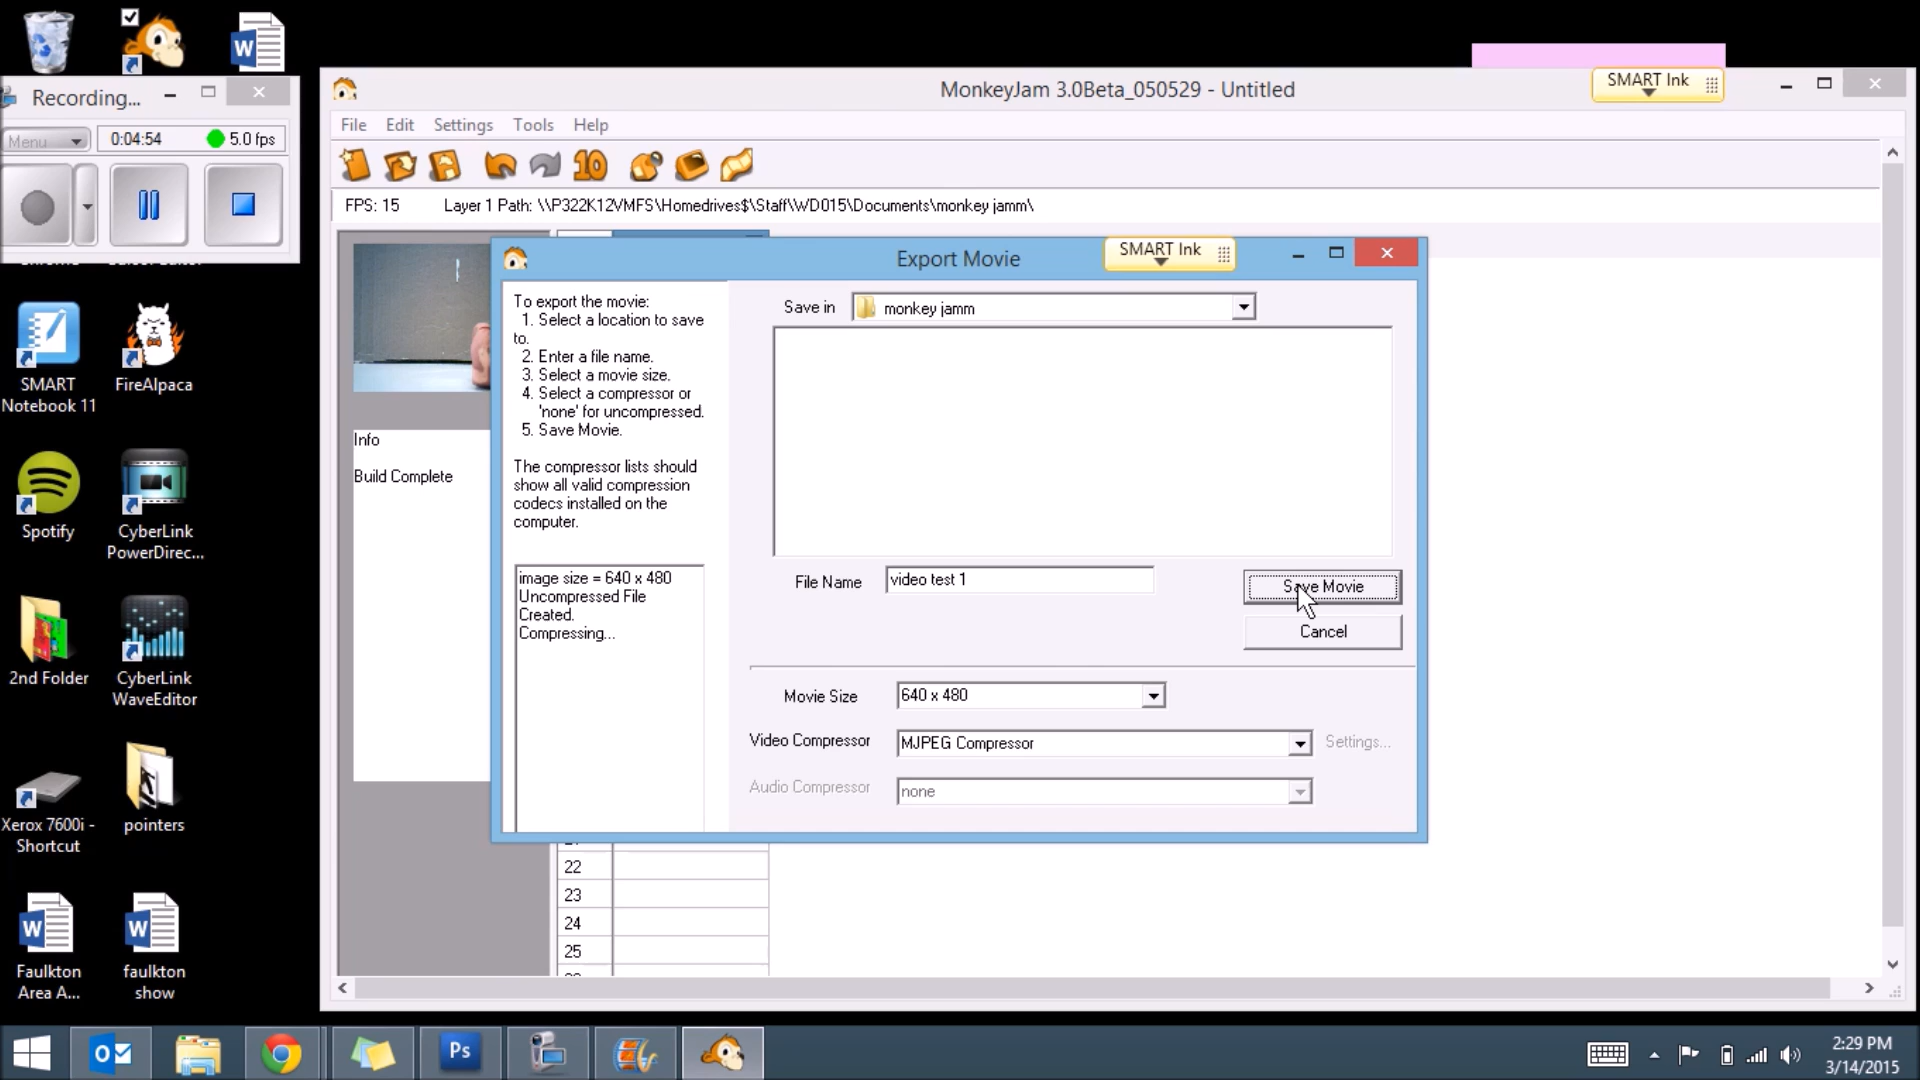 W
Recording...
Menu
0:04:54
5.0 fps
SMART
Notebook 11
FireAlpaca
Spotify
CyberLink
PowerDirec...
2nd Folder
CyberLink
WaveEditor
Xerox 7600i -
Shortcut
pointers
W
W
Faulkton
Area A...
faulkton
show
MonkeyJam 3.0Beta_050529 - Untitled
SMART Ink
File Edit Settings Tools Help
10
FPS: 15
Layer 1 Path: \\P322K12VMFS\Homedrives$\Staff\WD015\Documents\monkey jamm\
Info
Build Complete
Export Movie
SMART Ink
To export the movie:
1. Select a location to save
to.
2. Enter a file name.
3. Select a movie size.
4. Select a compressor or
'none' for uncompressed.
5. Save Movie.
The compressor lists should
show all valid compression
codecs installed on the
computer.
image size = 640 x 480
Uncompressed File
Created.
Compressing...
Save in
monkey jamm
File Name
video test 1
Save Movie
Cancel
Movie Size
640 x 480
Video Compressor
MJPEG Compressor
Settings...
Audio Compressor
none
22
23
24
25
Ps
2:29 PM
3/14/2015